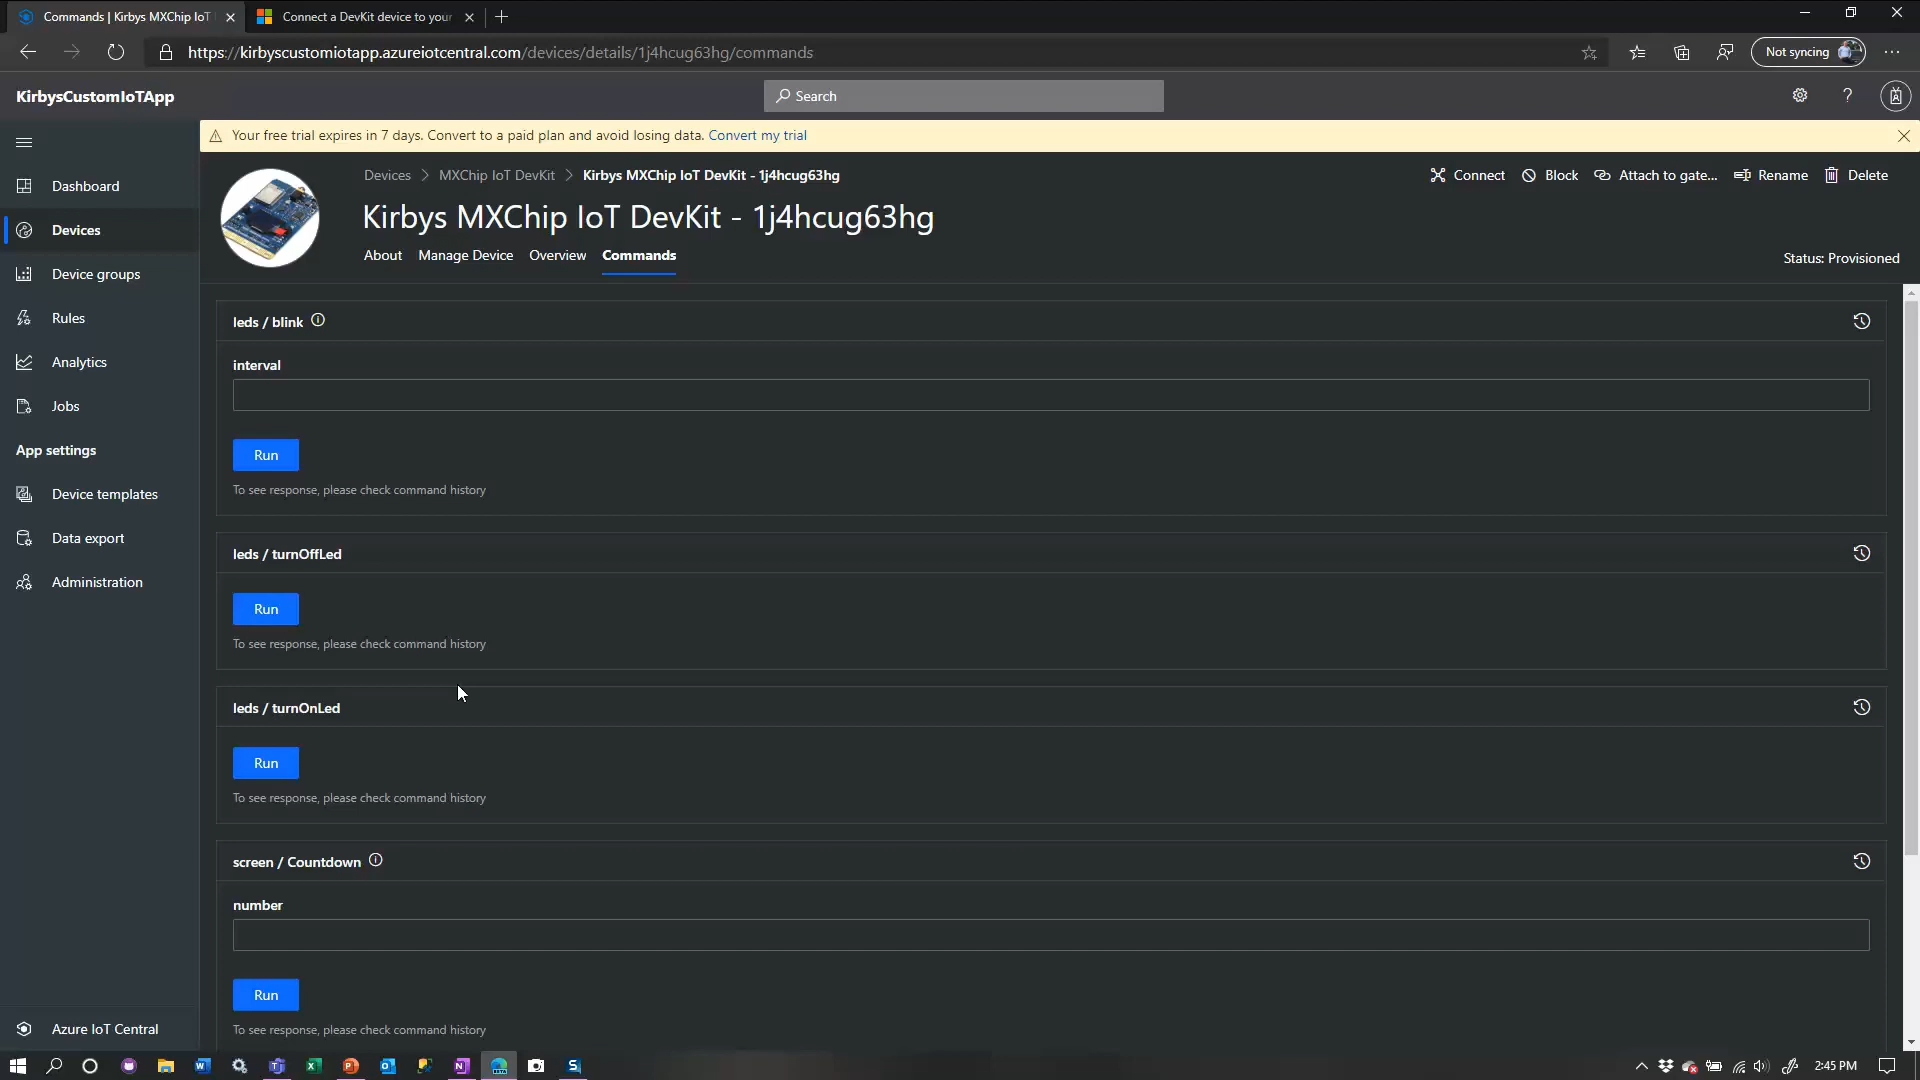 Commands | Kirbys MXChip IoT
Connect a DevKit device to your
https://kirbyscustomiotapp.azureiotcentral.com/devices/details/1j4hcug63hg/commands
Not syncing
KirbysCustomIoTApp
Search
?
Your free trial expires in 7 days. Convert to a paid plan and avoid losing data. Convert my trial
Dashboard
Devices
Device groups
Rules
Analytics
Jobs
App settings
Device templates
Data export
Administration
Azure IoT Central
Devices > MXChip IoT DevKit > Kirbys MXChip IoT DevKit - 1j4hcug63hg
Connect
Block
Attach to gate...
Rename
Delete
Kirbys MXChip IoT DevKit - 1j4hcug63hg
About Manage Device Overview Commands
Status: Provisioned
leds / blink
interval
Run
To see response, please check command history
leds / turnOffLed
Run
To see response, please check command history
leds / turnOnLed
Run
To see response, please check command history
screen / Countdown
number
Run
To see response, please check command history
2:45 PM